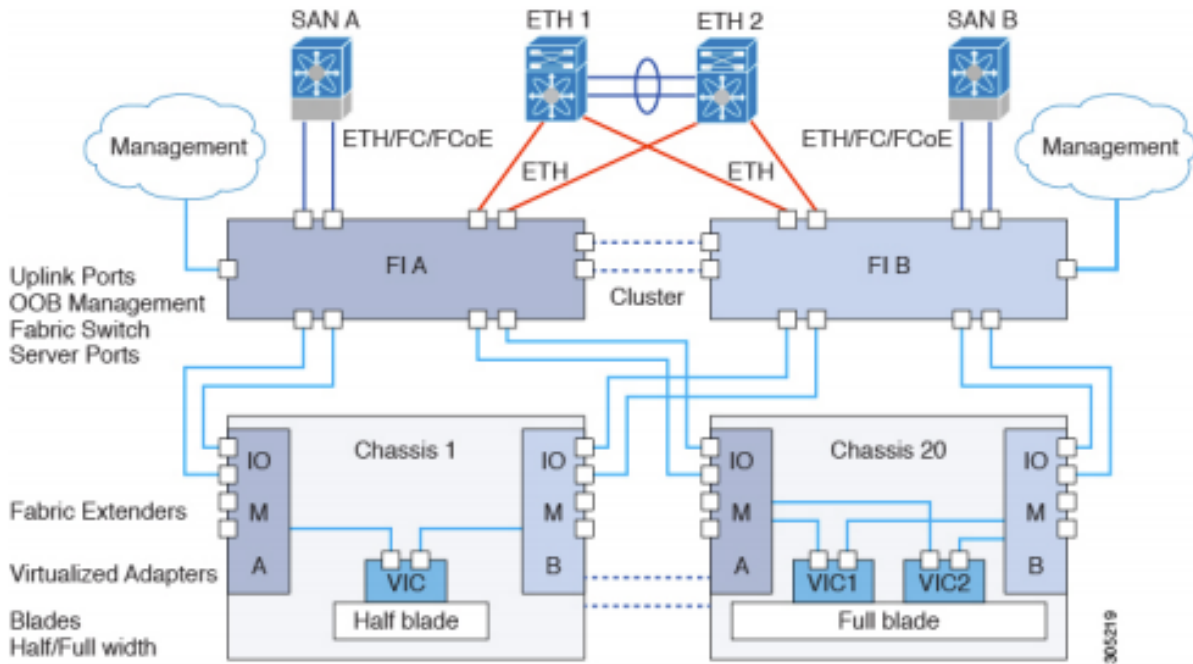 SAN A
ETH 1
ETH 2
SAN B
Management
ETH/FC/FCoE
ETH
ETH
ETH/FC/FCoE
Management
FI A
FI B
Cluster
Uplink Ports
OOB Management
Fabric Switch
Server Ports
Chassis 1
Chassis 20
IO
M
A
IO
M
B
IO
M
A
IO
M
B
Fabric Extenders
Virtualized Adapters
VIC
VIC1
VIC2
Blades
Half/Full width
Half blade
Full blade
305219